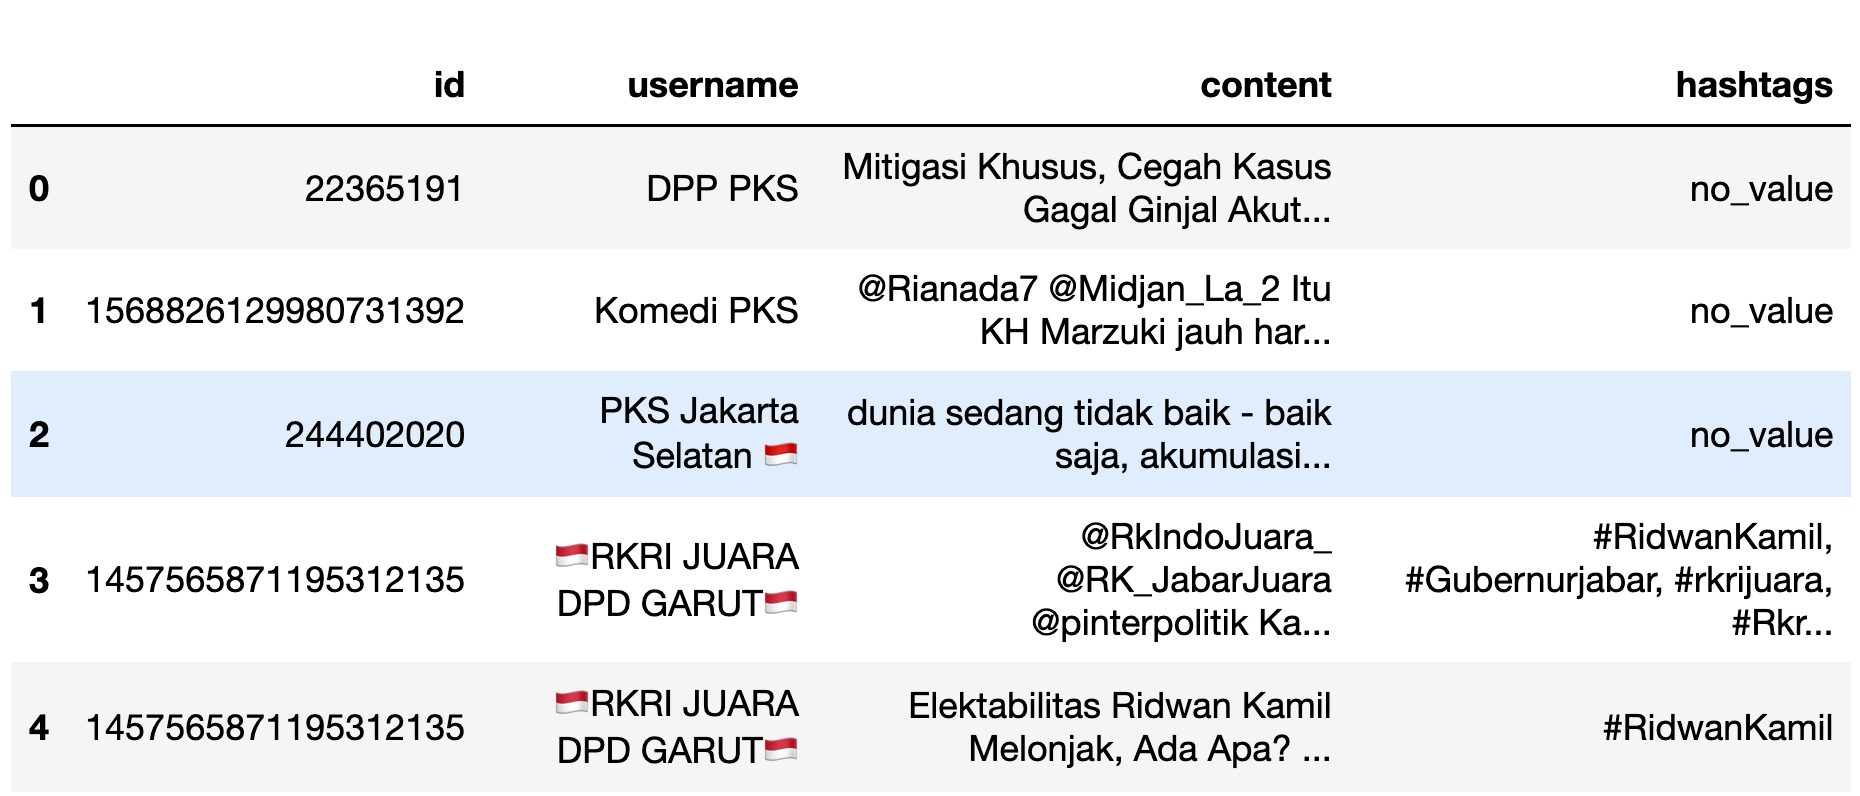 id username content hashtags
0 22365191 DPP PKS Mitigasi Khusus, Cegah Kasus Gagal Ginjal Akut... no_value
1 1568826129980731392 Komedi PKS @Rianada7 @Midjan_La_2 Itu KH Marzuki jauh har... no_value
2 244402020 PKS Jakarta Selatan 🇮🇩 dunia sedang tidak baik - baik saja, akumulasi... no_value
3 1457565871195312135 🇮🇩RKRI JUARA DPD GARUT🇮🇩 @RkIndoJuara_ @RK_JabarJuara @pinterpolitik Ka... #RidwanKamil, #Gubernurjabar, #rkrijuara, #Rkr...
4 1457565871195312135 🇮🇩RKRI JUARA DPD GARUT🇮🇩 Elektabilitas Ridwan Kamil Melonjak, Ada Apa? ... #RidwanKamil